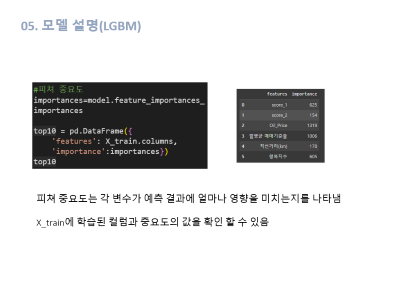 05. 모델 설명(LGBM)
#피쳐 중요도
importances=model.feature_importances_
importances
top10 = pd.DataFrame({
'features': X_train.columns,
'importance':importances})
top10
features importance
0 score_1 825
1 score_2 154
2 Oil_Price 1318
3 1306
4 직선거리(km) 178
5 605
피쳐 중요도는 각 변수가 예측 결과에 얼마나 영향을 미치는지를 나타냄
X_train에 학습된 컬럼과 중요도의 값을 확인 할 수 있음